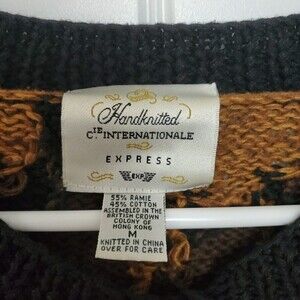 Handknitted
C.IE INTERNATIONALE
EXPRESS
EXP
55% RAMIE
45% COTTON
ASSEMBLED IN THE
BRITISH CROWN
COLONY OF
HONG KONG
M
KNITTED IN CHINA
OVER FOR CARE